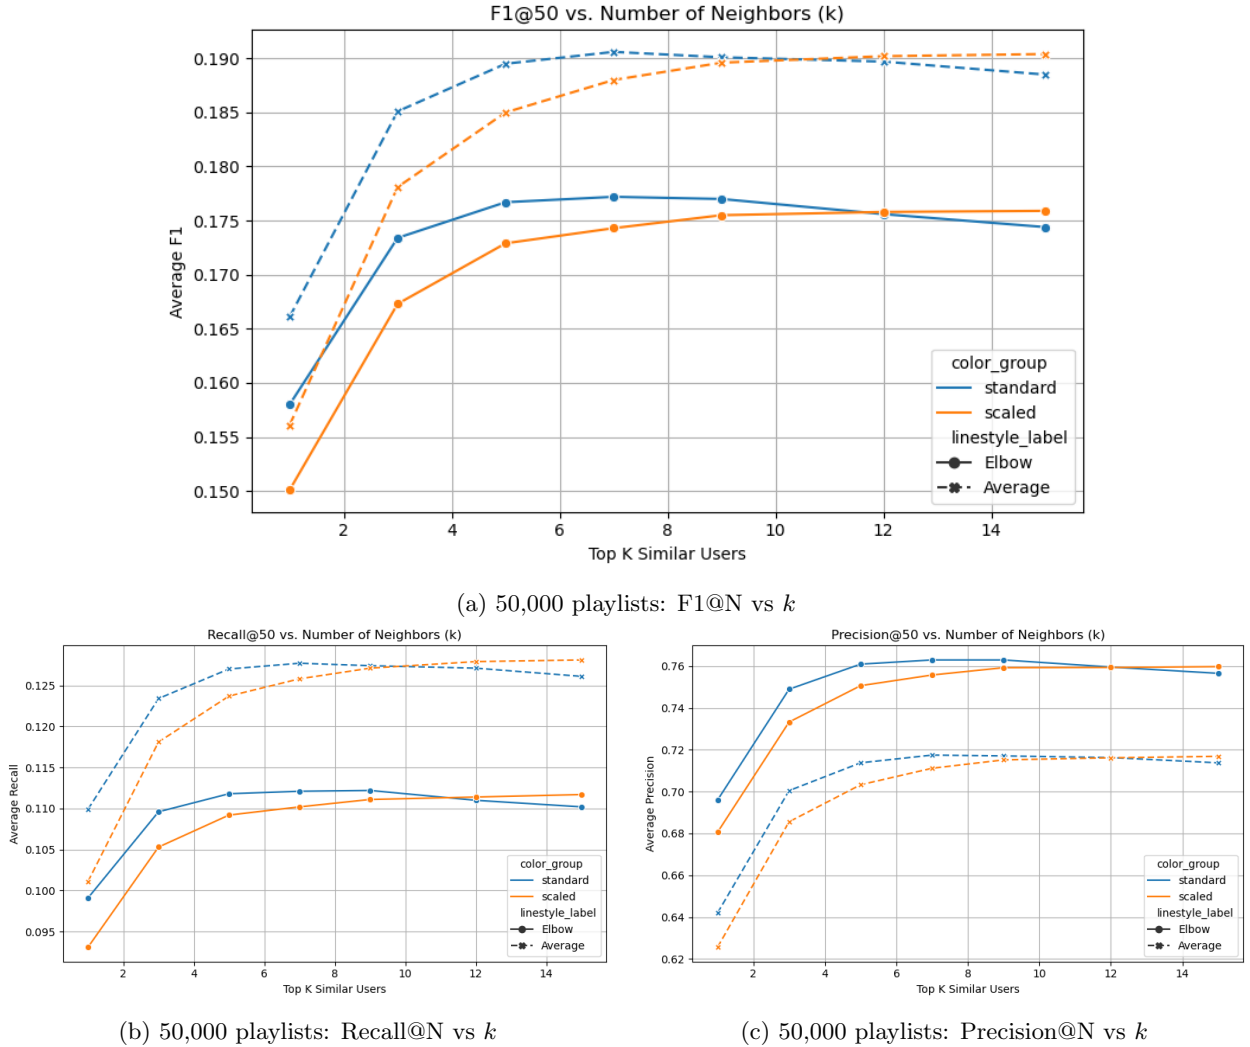 F1@50 vs. Number of Neighbors (k)
0.190
0.185
0.180
0.175
0.170
0.165
0.160
0.155
0.150
Average F1
color_group
standard
scaled
linestyle_label
Elbow
Average
2 4 6 8 10 12 14
Top K Similar Users
(a) 50,000 playlists: F1@N vs k
Recall@50 vs. Number of Neighbors (k)
0.125
0.120
0.115
0.110
0.105
0.100
0.095
Average Recall
color_group
standard
scaled
linestyle_label
Elbow
Average
2 4 6 8 10 12 14
Top K Similar Users
(b) 50,000 playlists: Recall@N vs k
Precision@50 vs. Number of Neighbors (k)
0.76
0.74
0.72
0.70
0.68
0.66
0.64
0.62
Average Precision
color_group
standard
scaled
linestyle_label
Elbow
Average
2 4 6 8 10 12 14
Top K Similar Users
(c) 50,000 playlists: Precision@N vs k